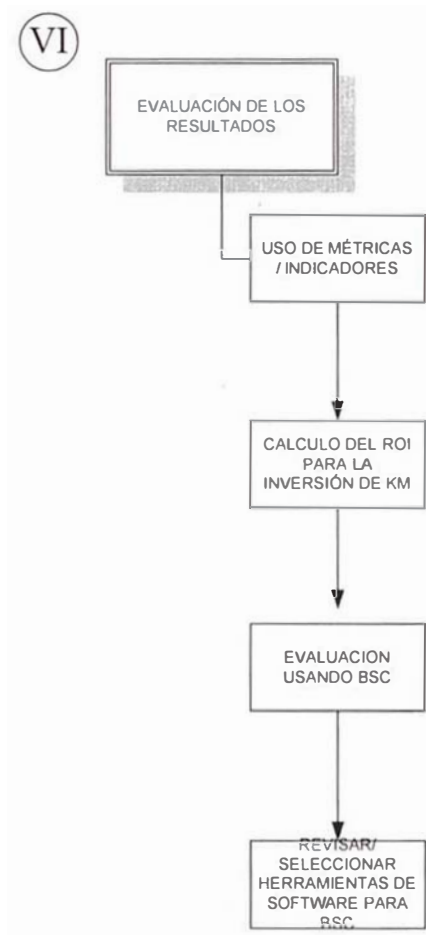 VI
EVALUACIÓN DE LOS
RESULTADOS
USO DE MÉTRICAS
/ INDICADORES
CALCULO DEL ROI
PARA LA
INVERSIÓN DE KM
EVALUACION
USANDO BSC
REVISAR/
SELECCIONAR
HERRAMIENTAS DE
SOFTWARE PARA
BSC